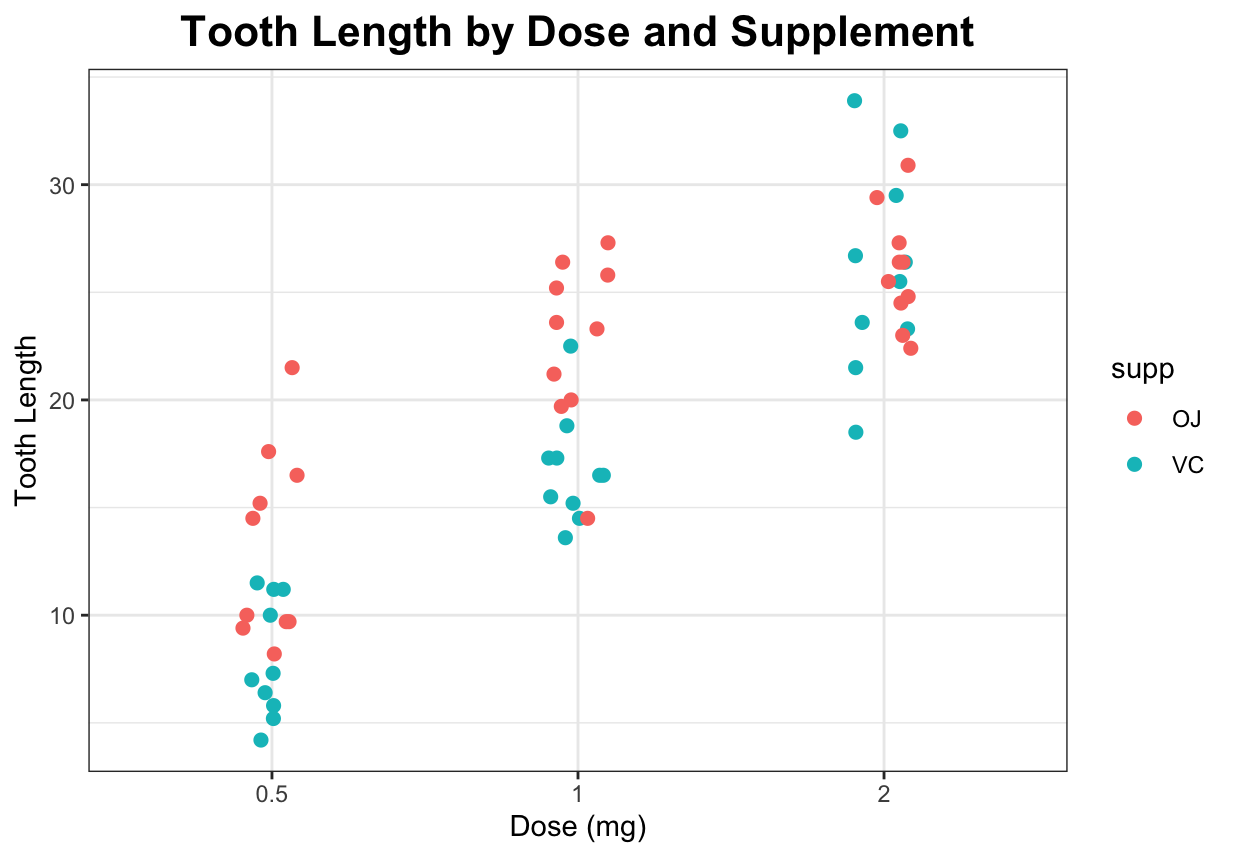 Tooth Length by Dose and Supplement
Tooth Length
30
20
10
0.5 1 2
Dose (mg)
supp
OJ
VC